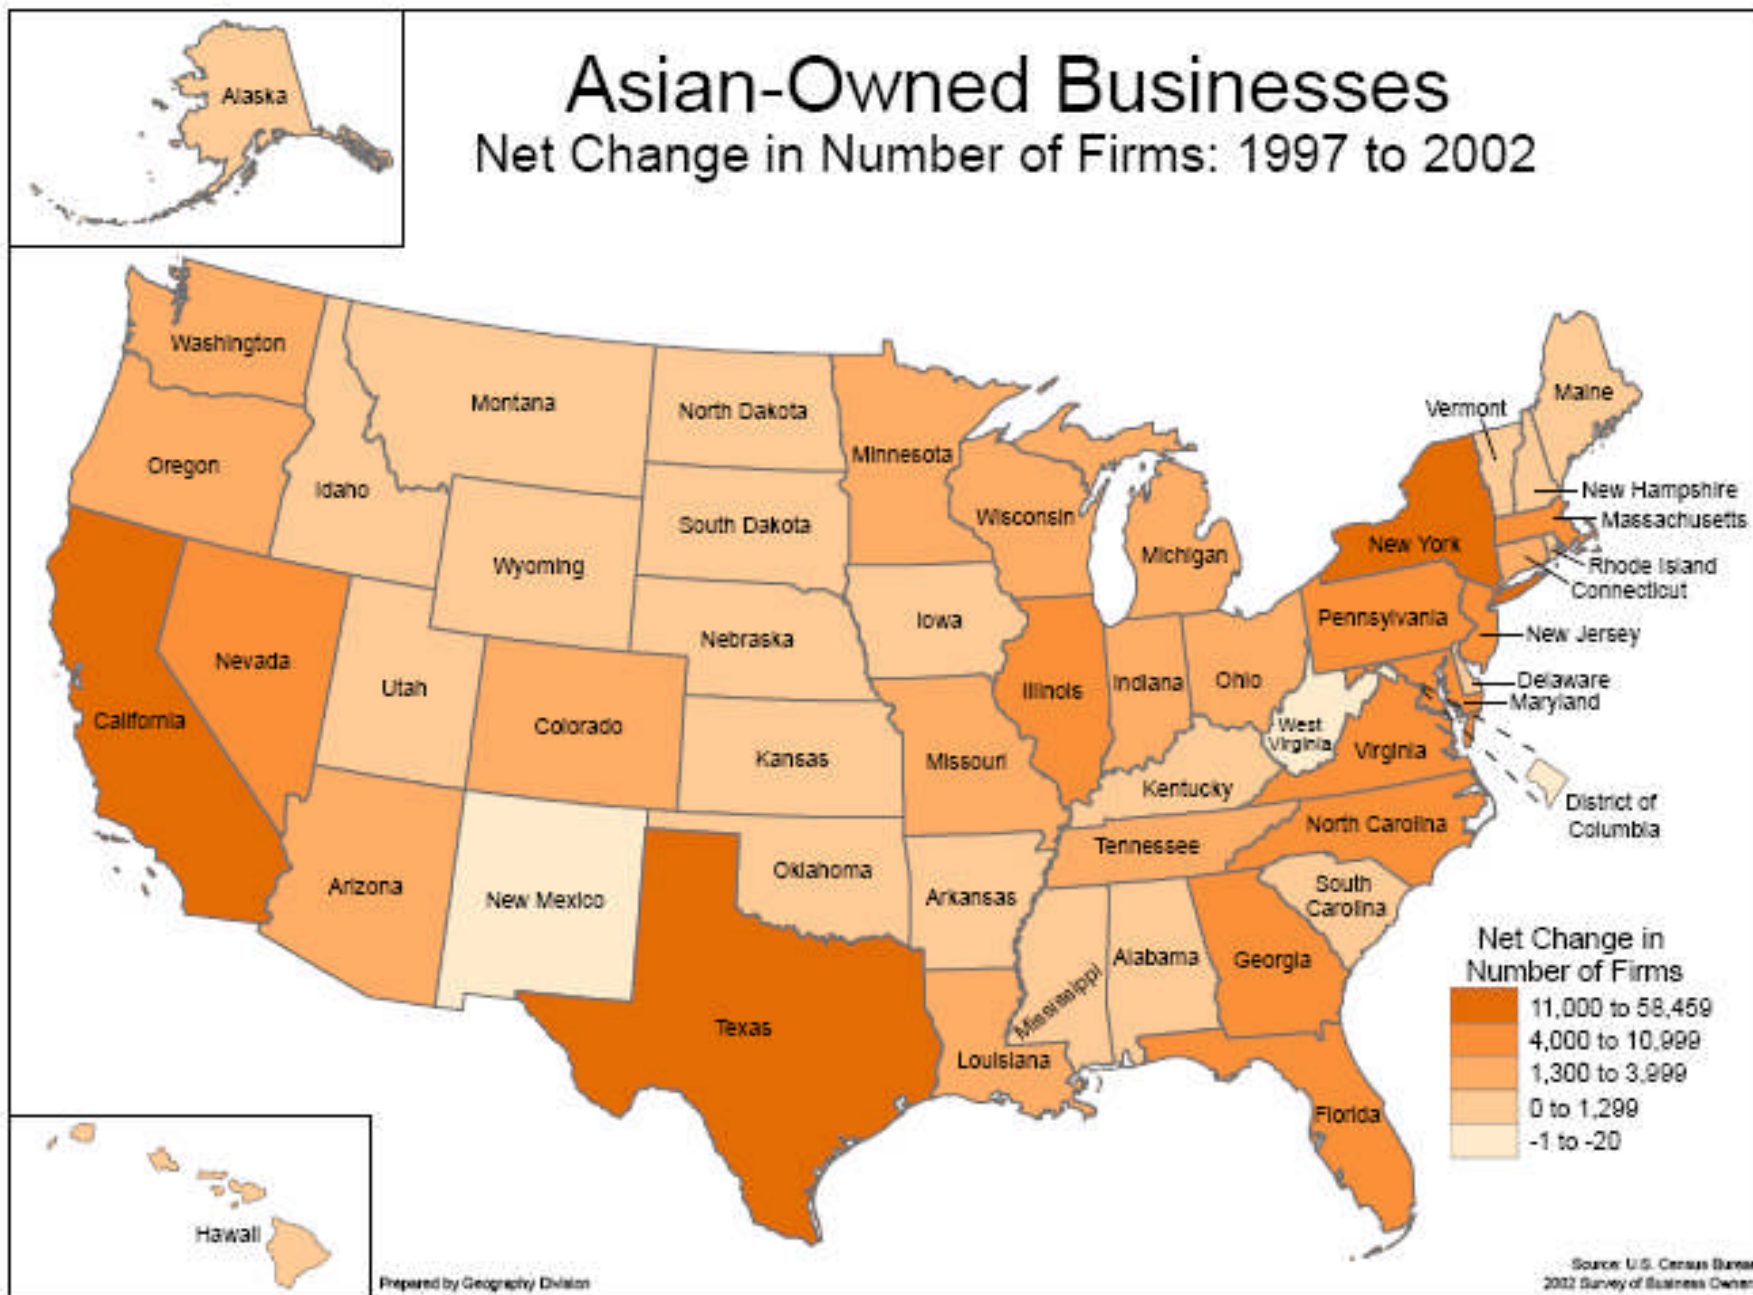 Asian-Owned Businesses
Net Change in Number of Firms: 1997 to 2002
Alaska
Washington
Montana
North Dakota
Minnesota
Maine
Vermont
Oregon
Idaho
New Hampshire
Massachusetts
South Dakota
Wisconsin
Michigan
New York
Wyoming
Rhode Island
Connecticut
Iowa
Pennsylvania
New Jersey
Nebraska
Nevada
Utah
Illinois
Indiana
Ohio
Delaware
Maryland
California
Colorado
West
Virginia
Virginia
Kansas
Missouri
Kentucky
District of
Columbia
North Carolina
Tennessee
Oklahoma
Arizona
New Mexico
Arkansas
South
Carolina
Alabama
Georgia
Mississippi
Texas
Louisiana
Florida
Net Change in
Number of Firms
11,000 to 58,459
4,000 to 10,999
1,300 to 3,999
0 to 1,299
-1 to -20
Hawaii
Prepared by Geography Division
Source: U.S. Census Burea
2002 Survey of Business Owner